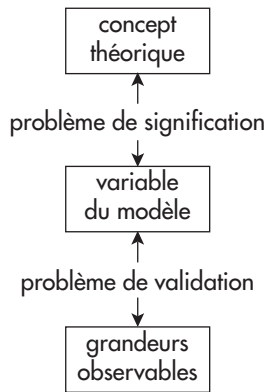 concept
théorique
problème de signification
variable
du modèle
problème de validation
grandeurs
observables